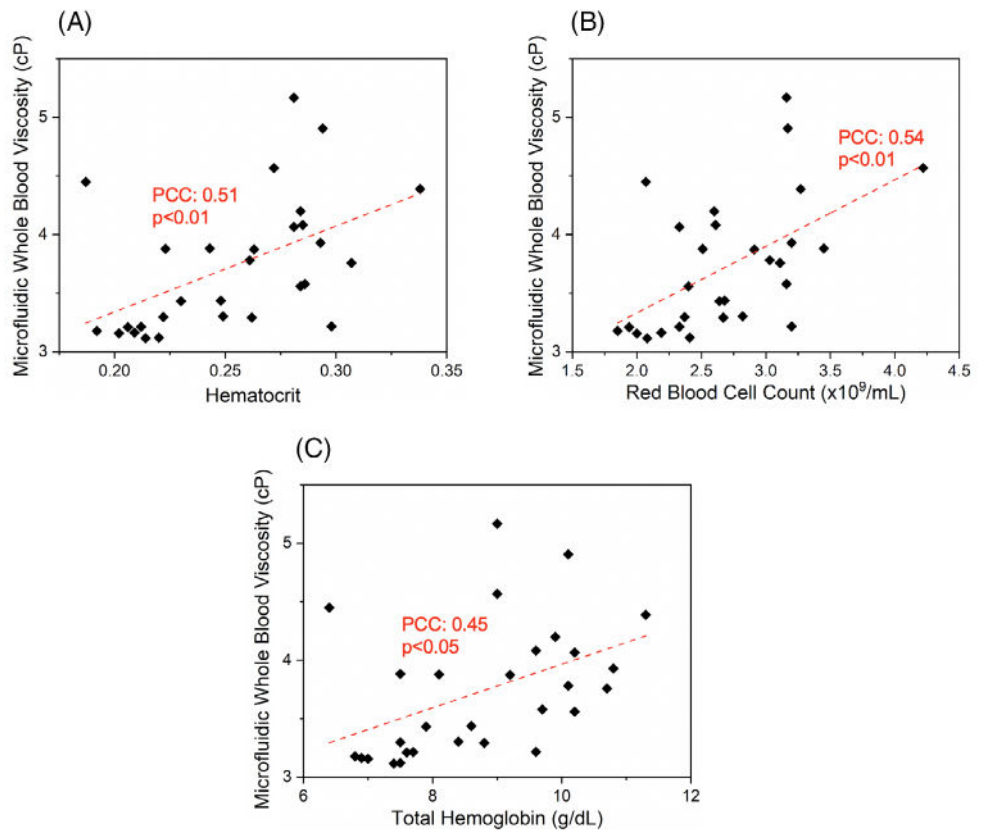 (A)
Microfluidic Whole Blood Viscosity (cP)
5
4
3
PCC: 0.51
p<0.01
0.20
0.25
0.30
0.35
Hematocrit
(B)
Microfluidic Whole Blood Viscosity (cP)
5
4
3
PCC: 0.54
p<0.01
1.5
2.0
2.5
3.0
3.5
4.0
4.5
Red Blood Cell Count (x10⁹/mL)
(C)
Microfluidic Whole Blood Viscosity (cP)
5
4
3
PCC: 0.45
p<0.05
6
8
10
12
Total Hemoglobin (g/dL)